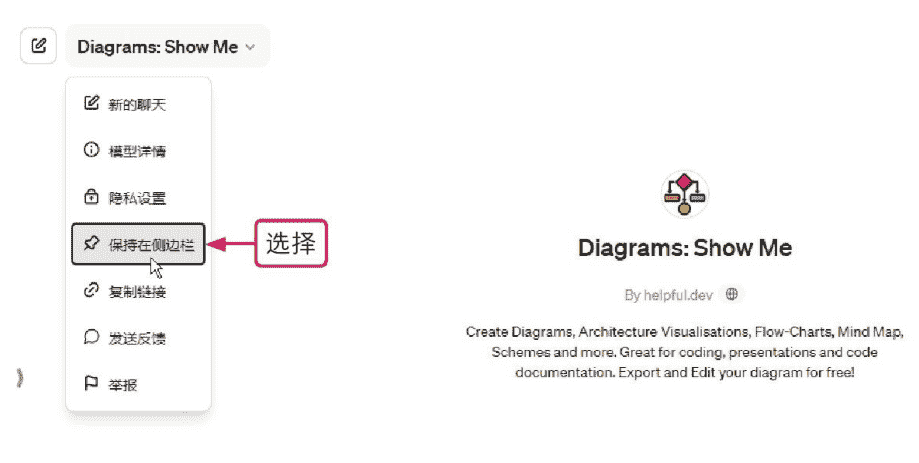 Diagrams: Show Me
新的聊天
模型详情
隐私设置
保持在侧边栏
选择
复制链接
发送反馈
举报
Diagrams: Show Me
By helpful.dev
Create Diagrams, Architecture Visualisations, Flow-Charts, Mind Map,
Schemes and more. Great for coding, presentations and code
documentation. Export and Edit your diagram for free!